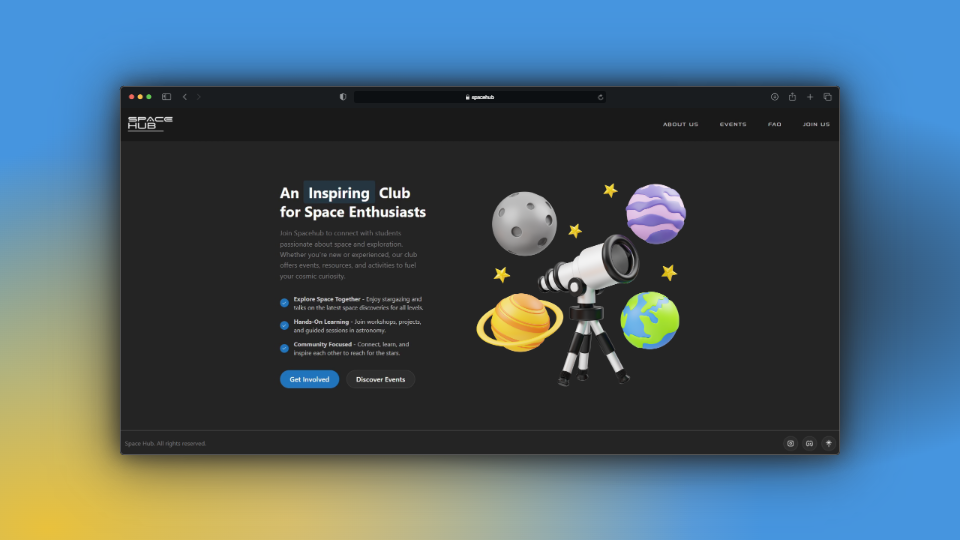 spacehub
SPACE
HUB
ABOUT US
EVENTS
FAQ
JOIN US
An Inspiring Club
for Space Enthusiasts
Join Spacehub to connect with students
passionate about space and exploration.
Whether you're new or experienced, our club
offers events, resources, and activities to fuel
your cosmic curiosity.
Explore Space Together - Enjoy stargazing and
talks on the latest space discoveries for all levels.
Hands-On Learning - Join workshops, projects,
and guided sessions in astronomy.
Community Focused - Connect, learn, and
inspire each other to reach for the stars.
Get Involved
Discover Events
Space Hub. All rights reserved.